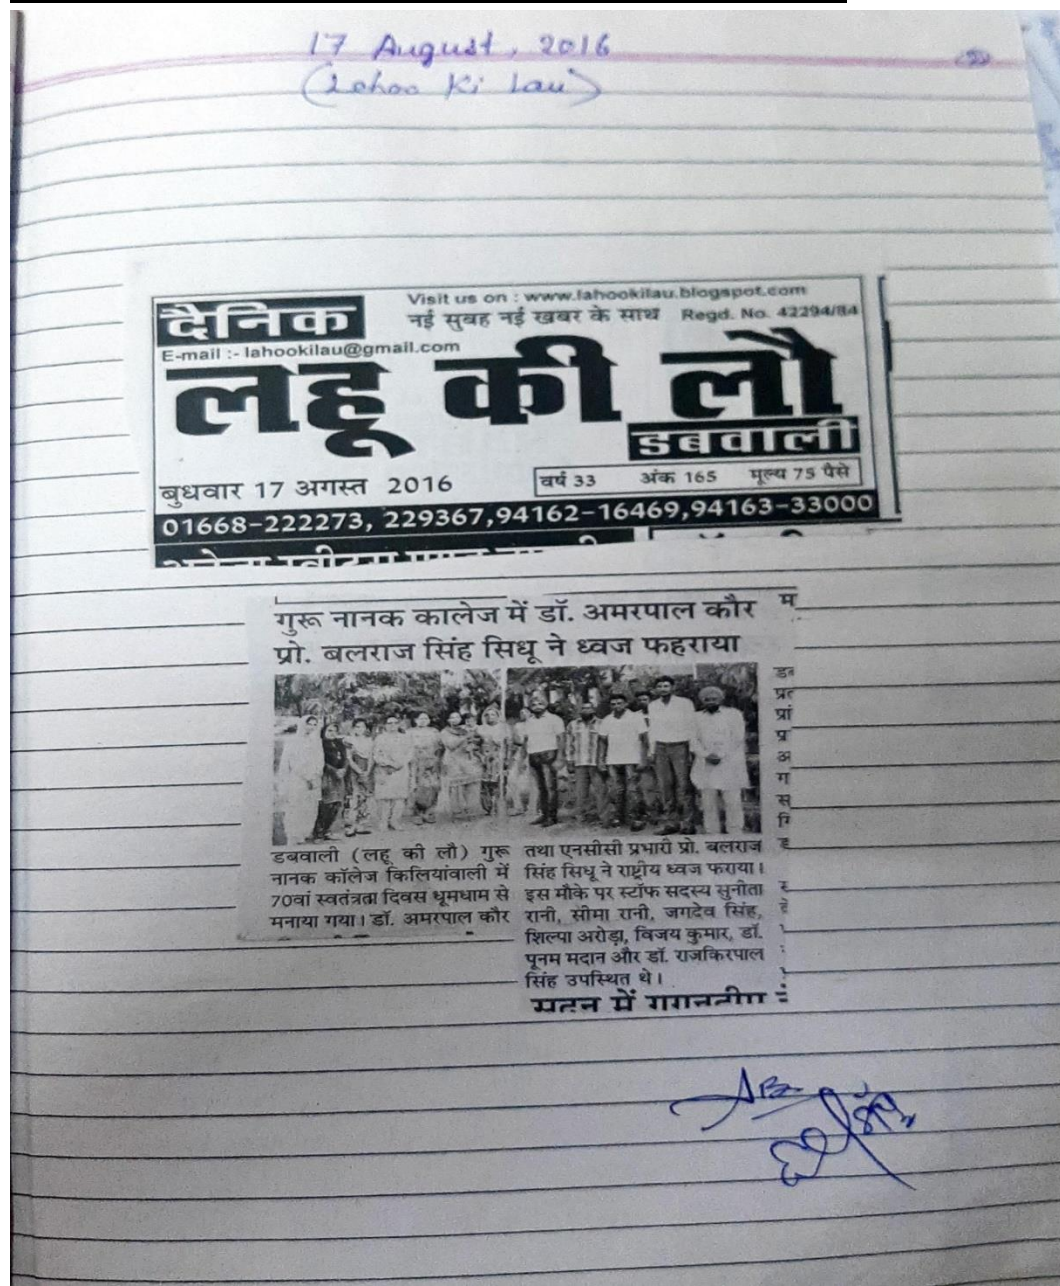 17 August, 2016
(Lohoo Ki Lau)
दैनिक
Visit us on : www.lahookilau.blogspot.com
नई सुबह नई खबर के साथ Regd. No. 42294/84
E-mail :- lahookilau@gmail.com
लहू की लौ
डबवाली
बुधवार 17 अगस्त 2016
वर्ष 33 अंक 165 मूल्य 75 पैसे
01668-222273, 229367,94162-16469,94163-33000
गुरू नानक कालेज में डॉ. अमरपाल कौर
प्रो. बलराज सिंह सिधू ने ध्वज फहराया
डबवाली (लहू की लौ) गुरू
नानक कॉलेज किलियांवाली में
70वां स्वतंत्रता दिवस धूमधाम से
मनाया गया। डॉ. अमरपाल कौर
तथा एनसीसी प्रभारी प्रो. बलराज
सिंह सिधू ने राष्ट्रीय ध्वज फराया।
इस मौके पर स्टॉफ सदस्य सुनीता
रानी, सीमा रानी, जगदेव सिंह,
शिल्पा अरोड़ा, विजय कुमार, डॉ.
पूनम मदान और डॉ. राजकिरपाल
सिंह उपस्थित थे।